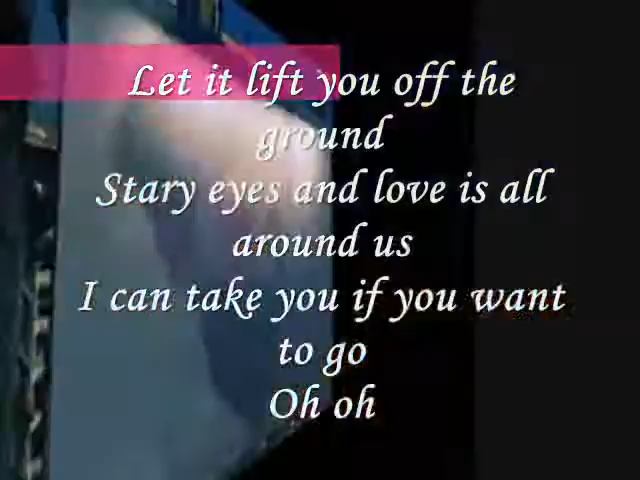 Let it lift you off the
ground
Stary eyes and love is all
around us
I can take you if you want
to go
Oh oh